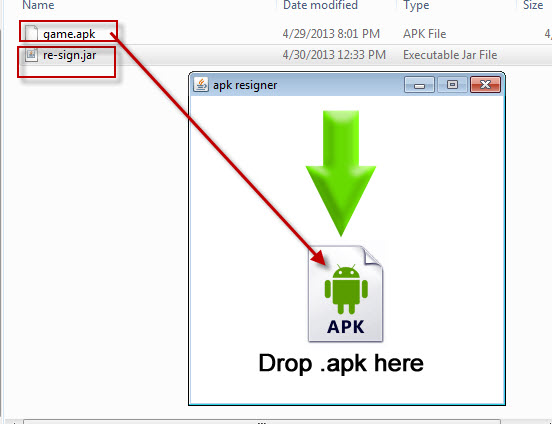 Name Date modified Type Size
game.apk 4/29/2013 8:01 PM APK File 4,
re-sign.jar 4/30/2013 12:33 PM Executable Jar File
apk resigner
APK
Drop .apk here